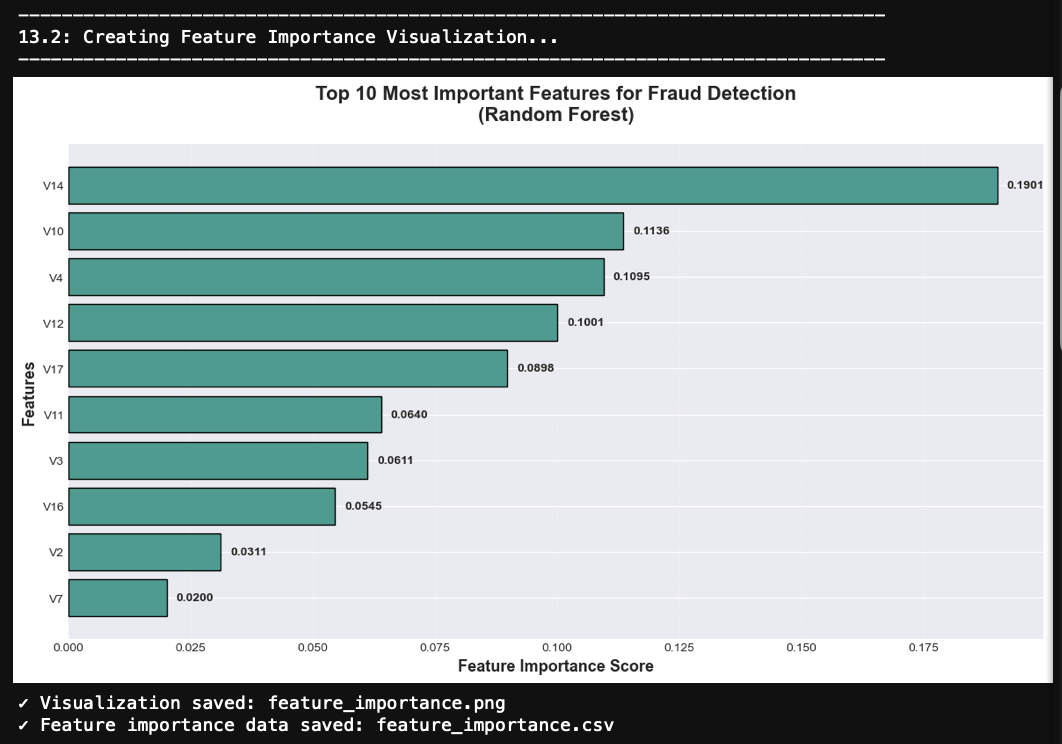 13.2: Creating Feature Importance Visualization...
Top 10 Most Important Features for Fraud Detection
(Random Forest)
Features
V14 0.1901
V10 0.1136
V4 0.1095
V12 0.1001
V17 0.0898
V11 0.0640
V3 0.0611
V16 0.0545
V2 0.0311
V7 0.0200
0.000 0.025 0.050 0.075 0.100 0.125 0.150 0.175
Feature Importance Score
✓ Visualization saved: feature_importance.png
✓ Feature importance data saved: feature_importance.csv